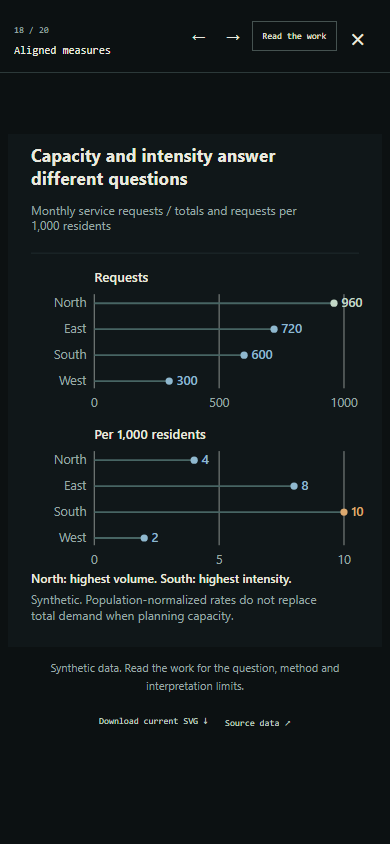 18 / 20
Aligned measures
← → Read the work ✕
Capacity and intensity answer
different questions
Monthly service requests / totals and requests per
1,000 residents
Requests
North 960
East 720
South 600
West 300
0 500 1000
Per 1,000 residents
North 4
East 8
South 10
West 2
0 5 10
North: highest volume. South: highest intensity.
Synthetic. Population-normalized rates do not replace
total demand when planning capacity.
Synthetic data. Read the work for the question, method and
interpretation limits.
Download current SVG ↓ Source data ↗